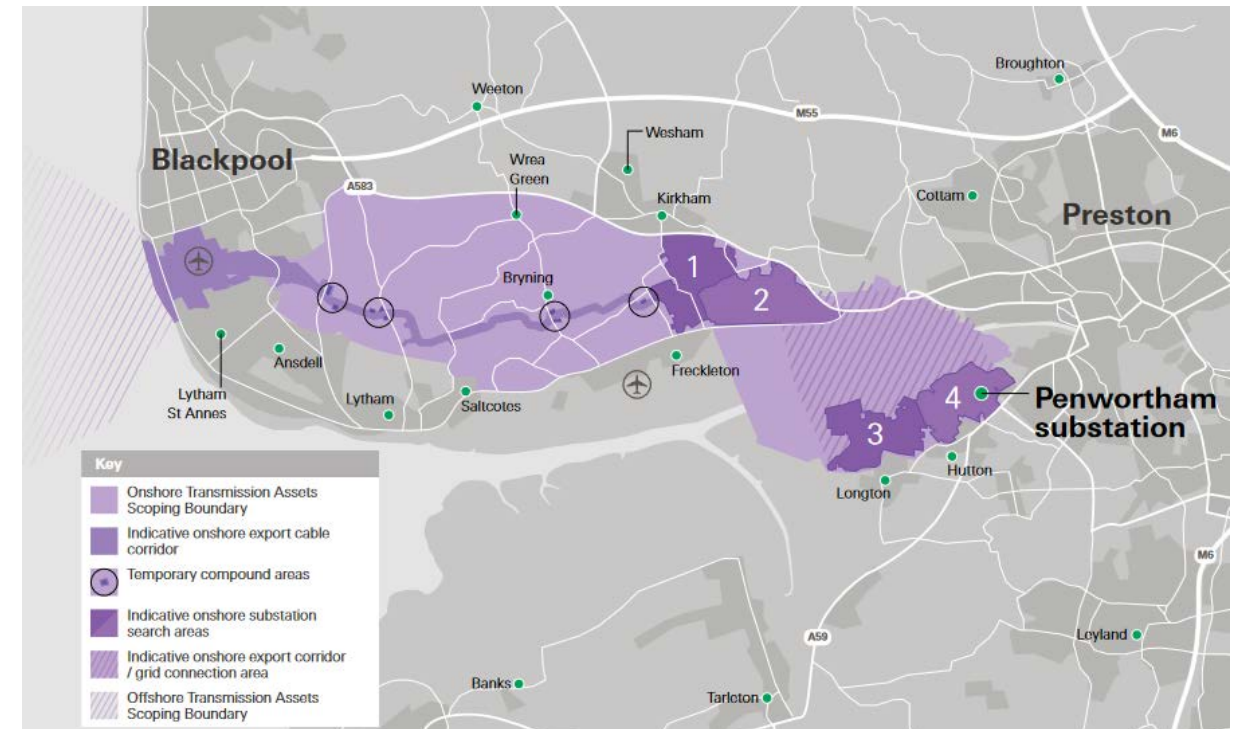 Broughton
Weeton
M55
Wesham
M6
Blackpool
Wrea
Green
A583
Kirkham
Cottam
Preston
1
Bryning
2
Freckleton
Ansdell
Lytham
St Annes
Lytham
Saltcotes
4
Penwortham
substation
3
Hutton
Longton
Key
Onshore Transmission Assets
Scoping Boundary
Indicative onshore export cable
corridor
Temporary compound areas
Indicative onshore substation
search areas
Indicative onshore export corridor
/ grid connection area
Offshore Transmission Assets
Scoping Boundary
M6
A59
Leyland
Banks
Tarleton